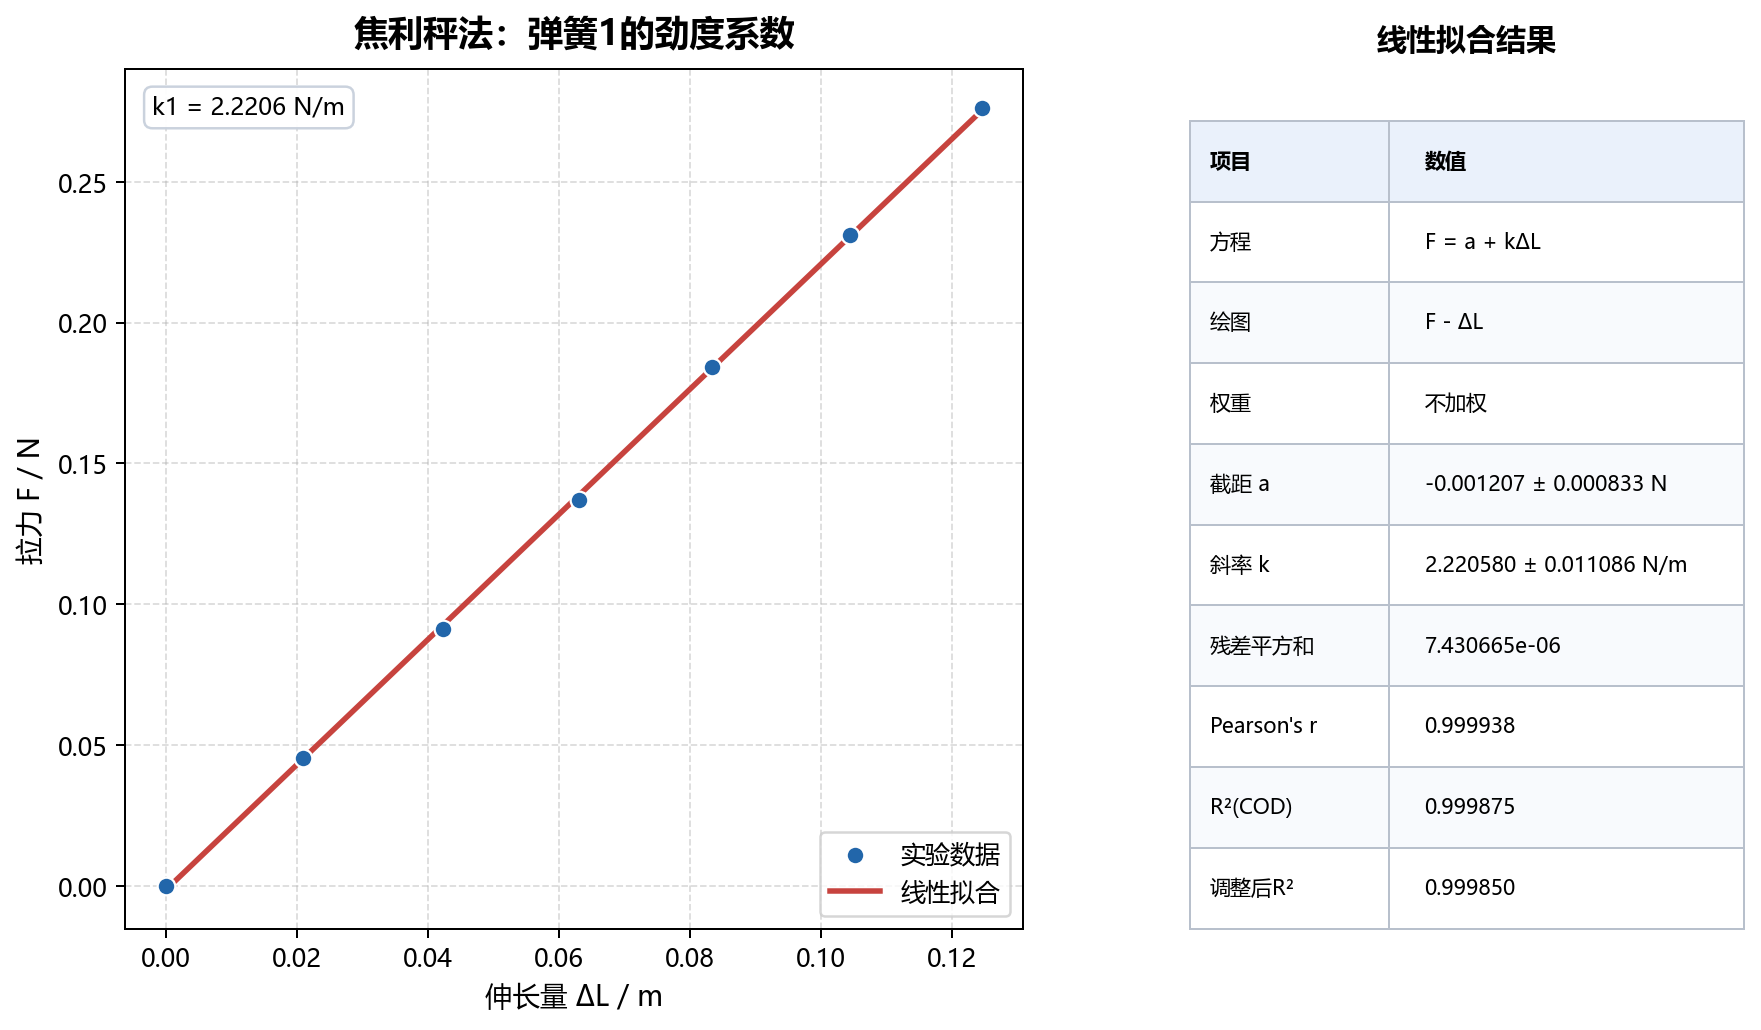 焦利秤法：弹簧1的劲度系数
k1 = 2.2206 N/m
拉力 F / N
0.25
0.20
0.15
0.10
0.05
0.00
0.00 0.02 0.04 0.06 0.08 0.10 0.12
伸长量 ΔL / m
实验数据
线性拟合
线性拟合结果
项目 数值
方程 F = a + kΔL
绘图 F - ΔL
权重 不加权
截距 a -0.001207 ± 0.000833 N
斜率 k 2.220580 ± 0.011086 N/m
残差平方和 7.430665e-06
Pearson's r 0.999938
R²(COD) 0.999875
调整后R² 0.999850